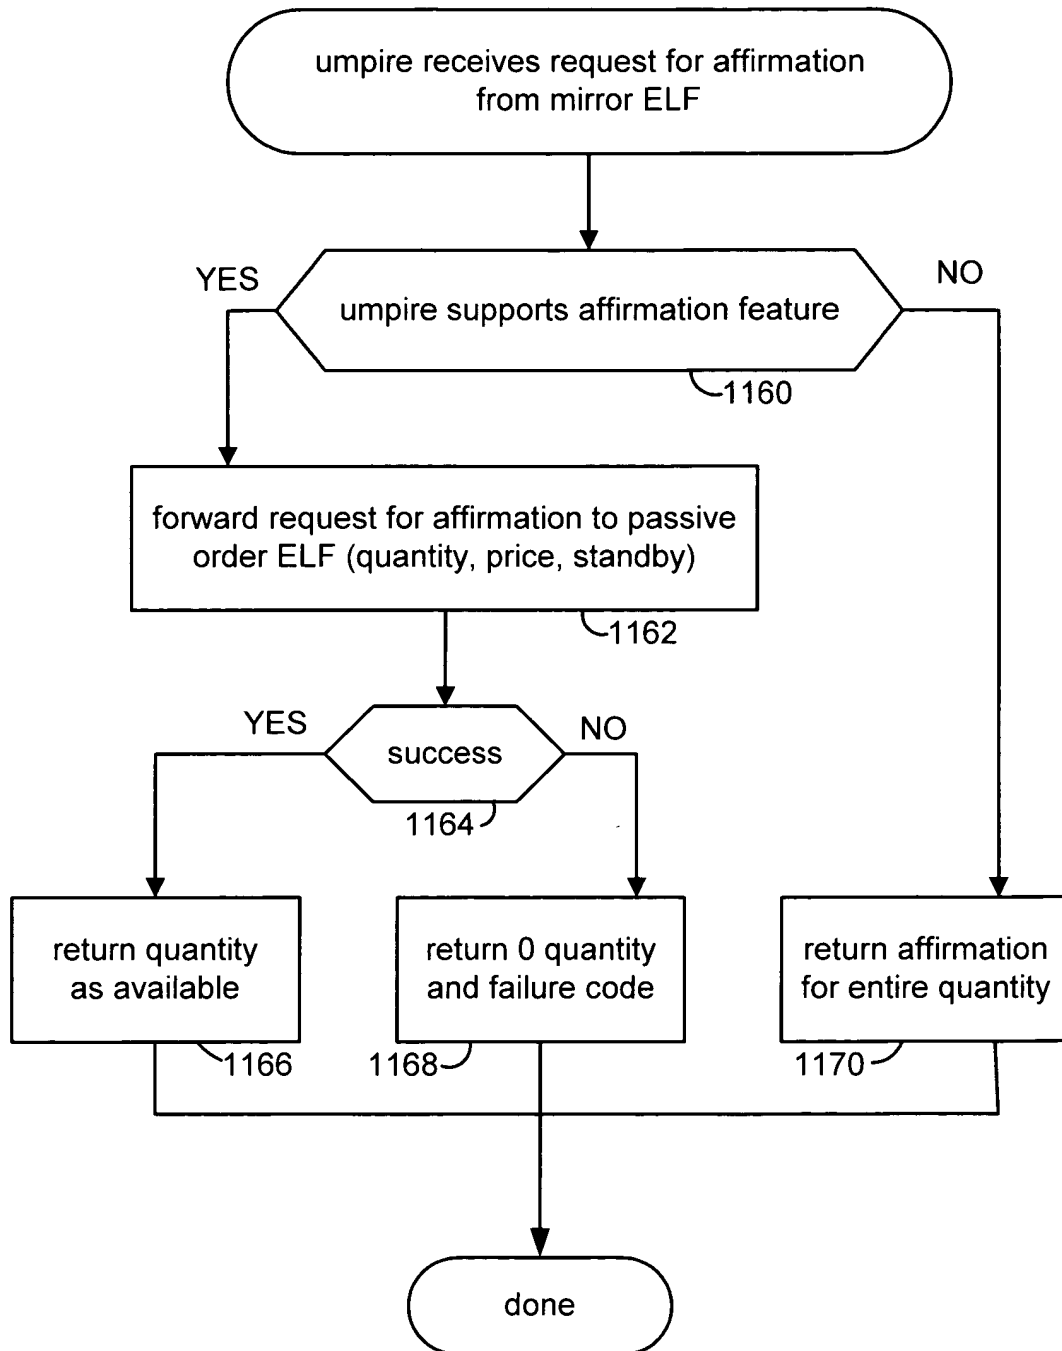 umpire receives request for affirmation
from mirror ELF
YES
NO
umpire supports affirmation feature
1160
forward request for affirmation to passive
order ELF (quantity, price, standby)
1162
YES
NO
success
1164
return quantity
as available
1166
return 0 quantity
and failure code
1168
return affirmation
for entire quantity
1170
done